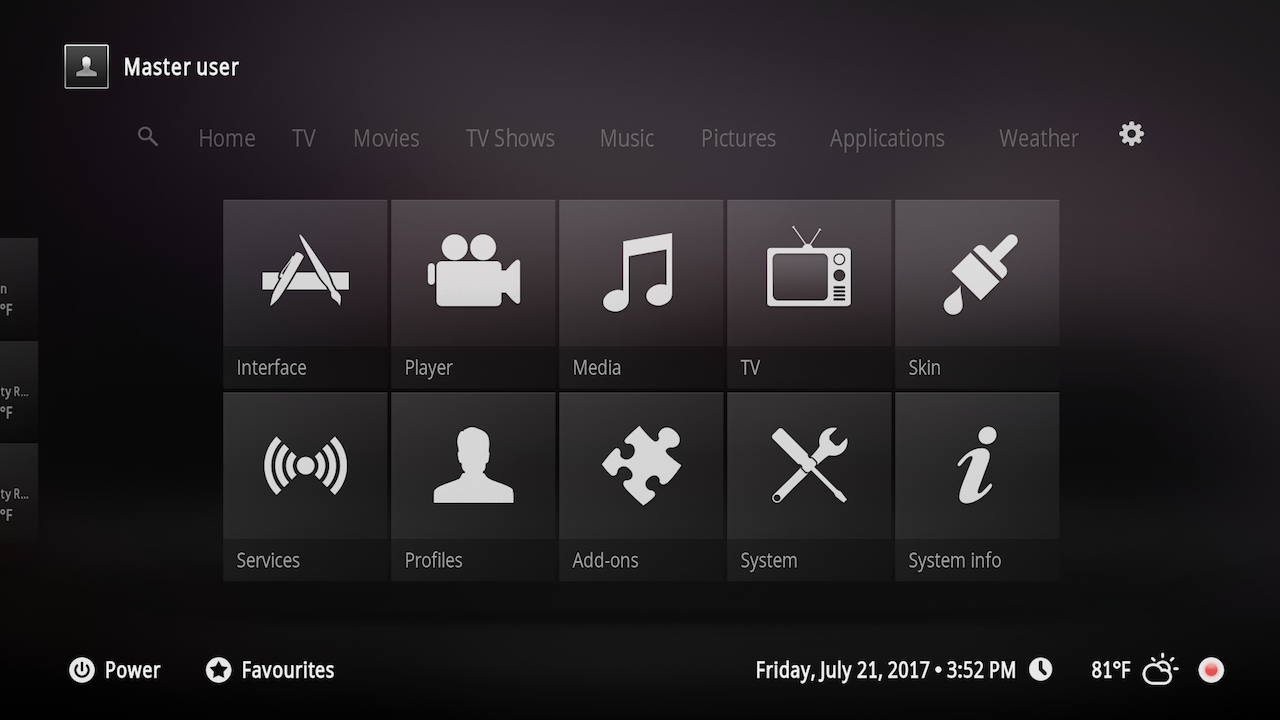 Master user
Home TV Movies TV Shows Music Pictures Applications Weather
n
°F
Interface Player Media TV Skin
ty R...
°F
ty R...
°F
Services Profiles Add-ons System System info
Power Favourites Friday, July 21, 2017 • 3:52 PM 81°F